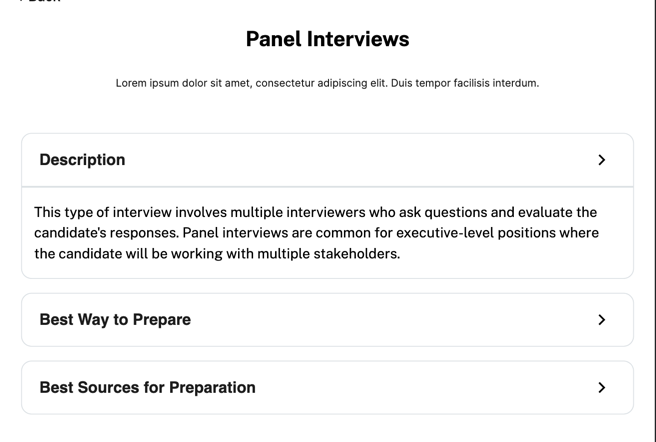 Panel Interviews
Lorem ipsum dolor sit amet, consectetur adipiscing elit. Duis tempor facilisis interdum.
Description
This type of interview involves multiple interviewers who ask questions and evaluate the
candidate's responses. Panel interviews are common for executive-level positions where
the candidate will be working with multiple stakeholders.
Best Way to Prepare
Best Sources for Preparation